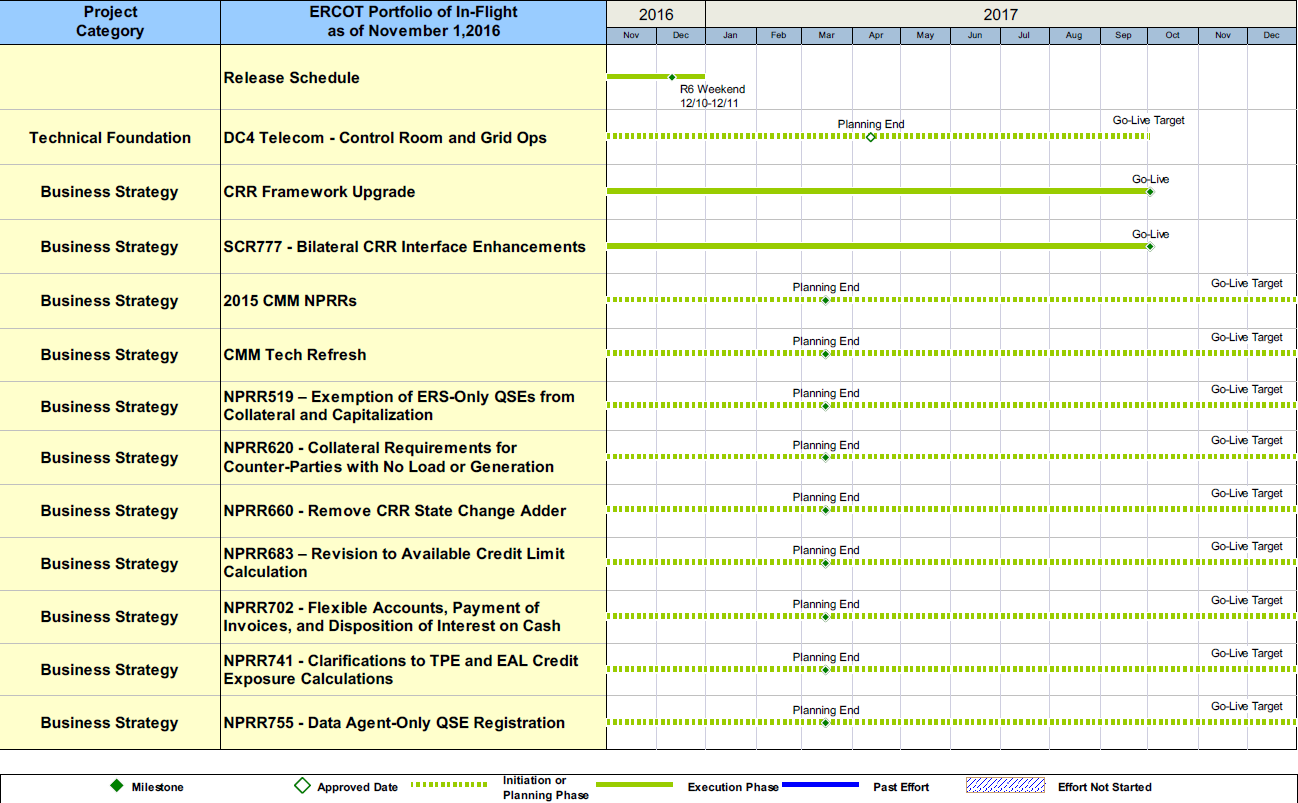 Project
Category
ERCOT Portfolio of In-Flight
as of November 1,2016
2016
2017
Nov Dec Jan Feb Mar Apr May Jun Jul Aug Sep Oct Nov Dec
Release Schedule
R6 Weekend
12/10-12/11
Technical Foundation
DC4 Telecom - Control Room and Grid Ops
Planning End
Go-Live Target
Business Strategy
CRR Framework Upgrade
Go-Live
Business Strategy
SCR777 - Bilateral CRR Interface Enhancements
Go-Live
Business Strategy
2015 CMM NPRRs
Planning End
Go-Live Target
Business Strategy
CMM Tech Refresh
Planning End
Go-Live Target
Business Strategy
NPRR519 – Exemption of ERS-Only QSEs from
Collateral and Capitalization
Planning End
Go-Live Target
Business Strategy
NPRR620 - Collateral Requirements for
Counter-Parties with No Load or Generation
Planning End
Go-Live Target
Business Strategy
NPRR660 - Remove CRR State Change Adder
Planning End
Go-Live Target
Business Strategy
NPRR683 – Revision to Available Credit Limit
Calculation
Planning End
Go-Live Target
Business Strategy
NPRR702 - Flexible Accounts, Payment of
Invoices, and Disposition of Interest on Cash
Planning End
Go-Live Target
Business Strategy
NPRR741 - Clarifications to TPE and EAL Credit
Exposure Calculations
Planning End
Go-Live Target
Business Strategy
NPRR755 - Data Agent-Only QSE Registration
Planning End
Go-Live Target
Milestone
Approved Date
Initiation or
Planning Phase
Execution Phase
Past Effort
Effort Not Started